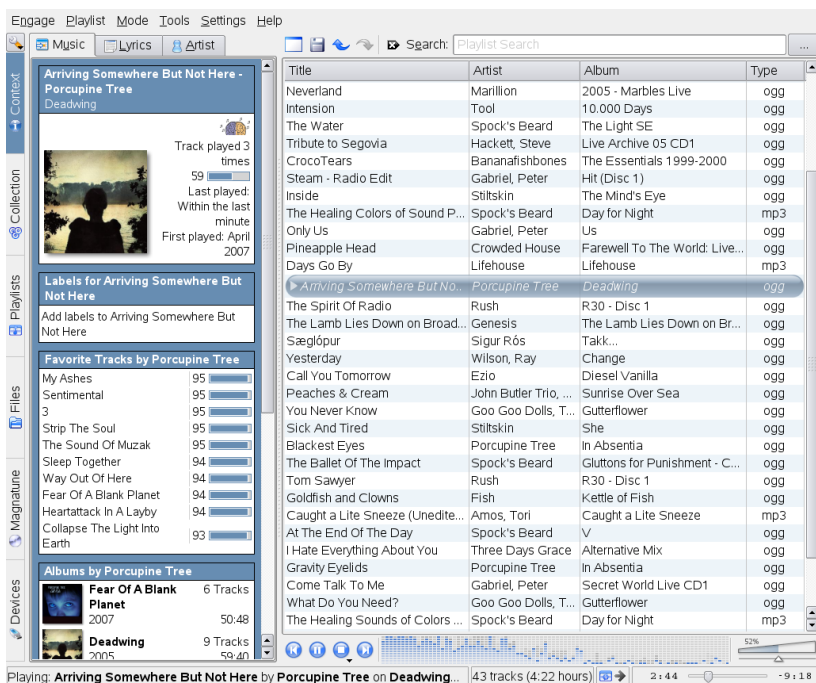 Engage Playlist Mode Tools Settings Help
Music Lyrics Artist
Search: Playlist Search ...
Context
Collection
Playlists
Files
Magnatune
Devices
Arriving Somewhere But Not Here -
Porcupine Tree
Deadwing
Track played 3
times
59
Last played:
Within the last
minute
First played: April
2007
Labels for Arriving Somewhere But
Not Here
Add labels to Arriving Somewhere But
Not Here
Favorite Tracks by Porcupine Tree
My Ashes 95
Sentimental 95
3 95
Strip The Soul 95
The Sound Of Muzak 95
Sleep Together 94
Way Out Of Here 94
Fear Of A Blank Planet 94
Heartattack In A Layby 94
Collapse The Light Into
Earth 93
Albums by Porcupine Tree
Fear Of A Blank 6 Tracks
Planet
2007 50:48
Deadwing 9 Tracks
2005 59:40
Title Artist Album Type
Neverland Marillion 2005 - Marbles Live ogg
Intension Tool 10.000 Days ogg
The Water Spock's Beard The Light SE ogg
Tribute to Segovia Hackett, Steve Live Archive 05 CD1 ogg
CrocoTears Bananafishbones The Essentials 1999-2000 ogg
Steam - Radio Edit Gabriel, Peter Hit (Disc 1) ogg
Inside Stiltskin The Mind's Eye ogg
The Healing Colors of Sound P... Spock's Beard Day for Night mp3
Only Us Gabriel, Peter Us ogg
Pineapple Head Crowded House Farewell To The World: Live... ogg
Days Go By Lifehouse Lifehouse mp3
Arriving Somewhere But No.. Porcupine Tree Deadwing ogg
The Spirit Of Radio Rush R30 - Disc 1 ogg
The Lamb Lies Down on Broad... Genesis The Lamb Lies Down on Br... ogg
Sæglópur Sigur Rós Takk... ogg
Yesterday Wilson, Ray Change ogg
Call You Tomorrow Ezio Diesel Vanilla ogg
Peaches & Cream John Butler Trio, ... Sunrise Over Sea ogg
You Never Know Goo Goo Dolls, T... Gutterflower ogg
Sick And Tired Stiltskin She ogg
Blackest Eyes Porcupine Tree In Absentia ogg
The Ballet Of The Impact Spock's Beard Gluttons for Punishment - C... ogg
Tom Sawyer Rush R30 - Disc 1 ogg
Goldfish and Clowns Fish Kettle of Fish ogg
Caught a Lite Sneeze (Unedite... Amos, Tori Caught a Lite Sneeze mp3
At The End Of The Day Spock's Beard V ogg
I Hate Everything About You Three Days Grace Alternative Mix ogg
Gravity Eyelids Porcupine Tree In Absentia ogg
Come Talk To Me Gabriel, Peter Secret World Live CD1 ogg
What Do You Need? Goo Goo Dolls, T... Gutterflower ogg
The Healing Sounds of Colors ... Spock's Beard Day for Night mp3
52%
Playing: Arriving Somewhere But Not Here by Porcupine Tree on Deadwing... 43 tracks (4:22 hours) 2:44 -9:18